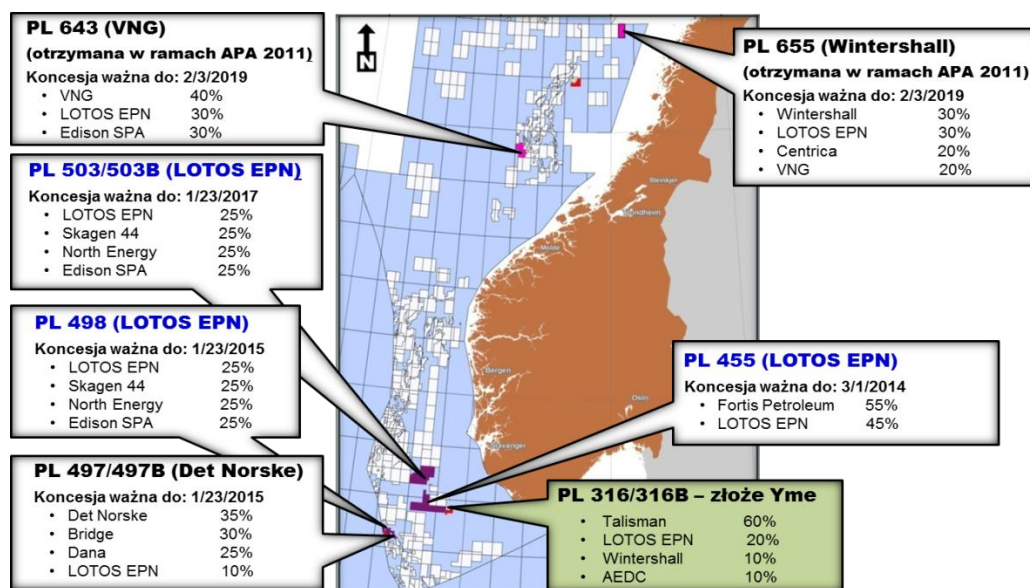 PL 643 (VNG)
(otrzymana w ramach APA 2011)
Koncesja ważna do: 2/3/2019
• VNG 40%
• LOTOS EPN 30%
• Edison SPA 30%
PL 503/503B (LOTOS EPN)
Koncesja ważna do: 1/23/2017
• LOTOS EPN 25%
• Skagen 44 25%
• North Energy 25%
• Edison SPA 25%
PL 498 (LOTOS EPN)
Koncesja ważna do: 1/23/2015
• LOTOS EPN 25%
• Skagen 44 25%
• North Energy 25%
• Edison SPA 25%
PL 497/497B (Det Norske)
Koncesja ważna do: 1/23/2015
• Det Norske 35%
• Bridge 30%
• Dana 25%
• LOTOS EPN 10%
N
Steinkjer
Trondheim
Molde
Bergen
Oslo
Stavanger
PL 655 (Wintershall)
(otrzymana w ramach APA 2011)
Koncesja ważna do: 2/3/2019
• Wintershall 30%
• LOTOS EPN 30%
• Centrica 20%
• VNG 20%
PL 455 (LOTOS EPN)
Koncesja ważna do: 3/1/2014
• Fortis Petroleum 55%
• LOTOS EPN 45%
PL 316/316B – złoże Yme
• Talisman 60%
• LOTOS EPN 20%
• Wintershall 10%
• AEDC 10%